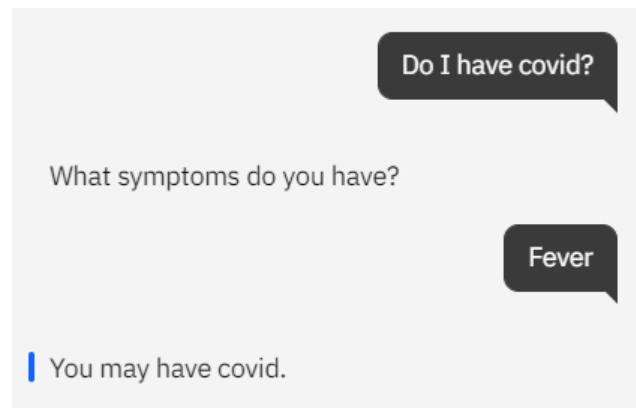 Do I have covid?
What symptoms do you have?
Fever
You may have covid.